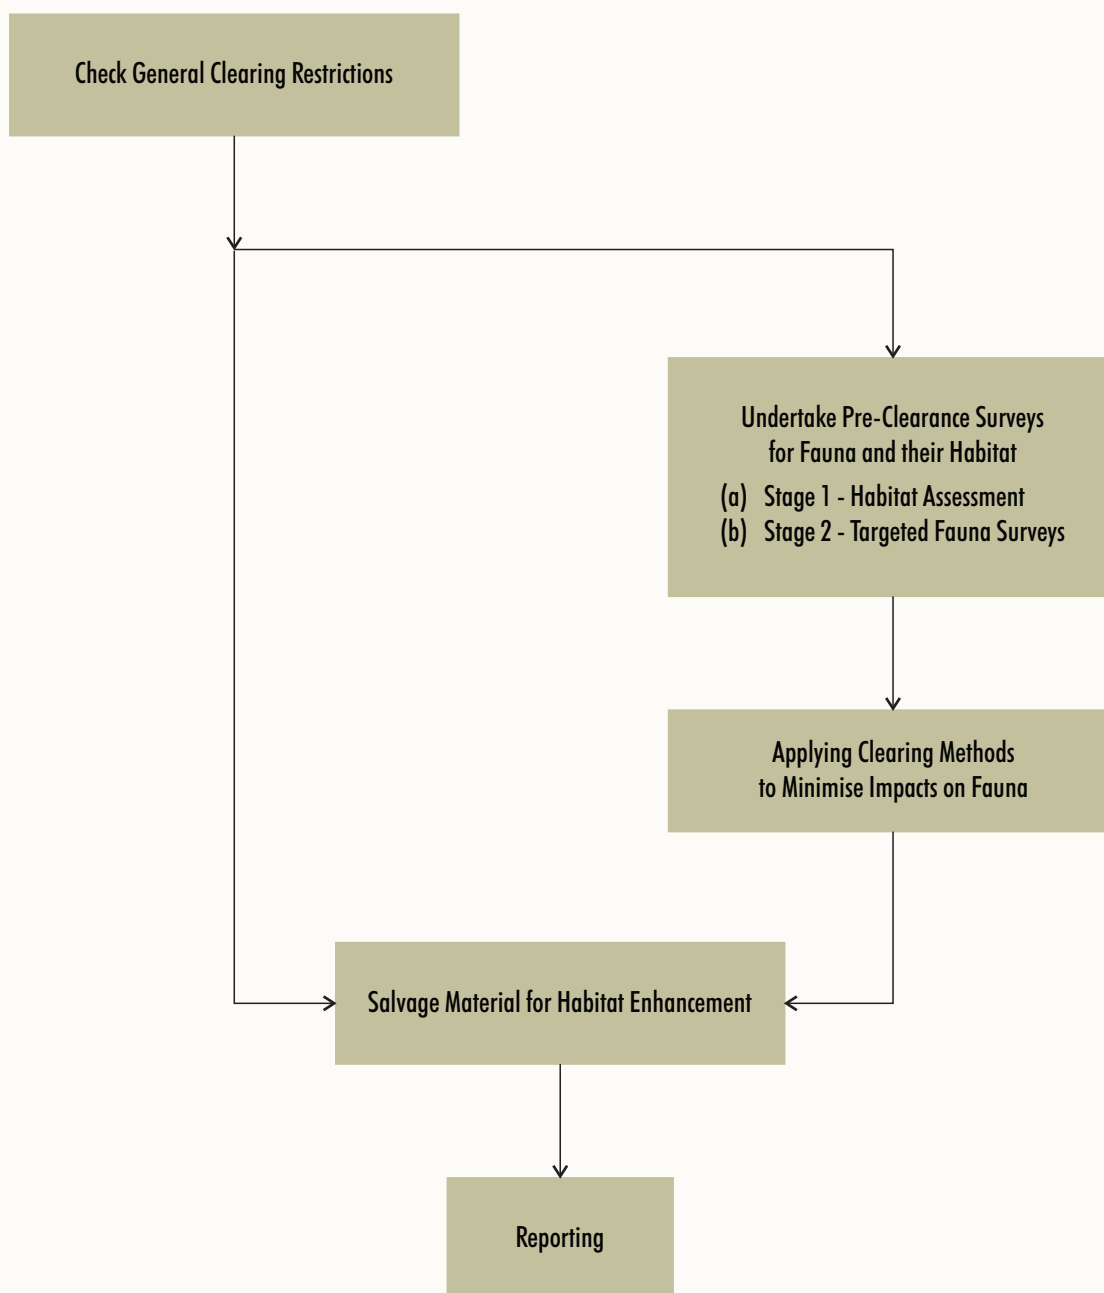 Check General Clearing Restrictions
Undertake Pre-Clearance Surveys
for Fauna and their Habitat
(a) Stage 1 - Habitat Assessment
(b) Stage 2 - Targeted Fauna Surveys
Applying Clearing Methods
to Minimise Impacts on Fauna
Salvage Material for Habitat Enhancement
Reporting